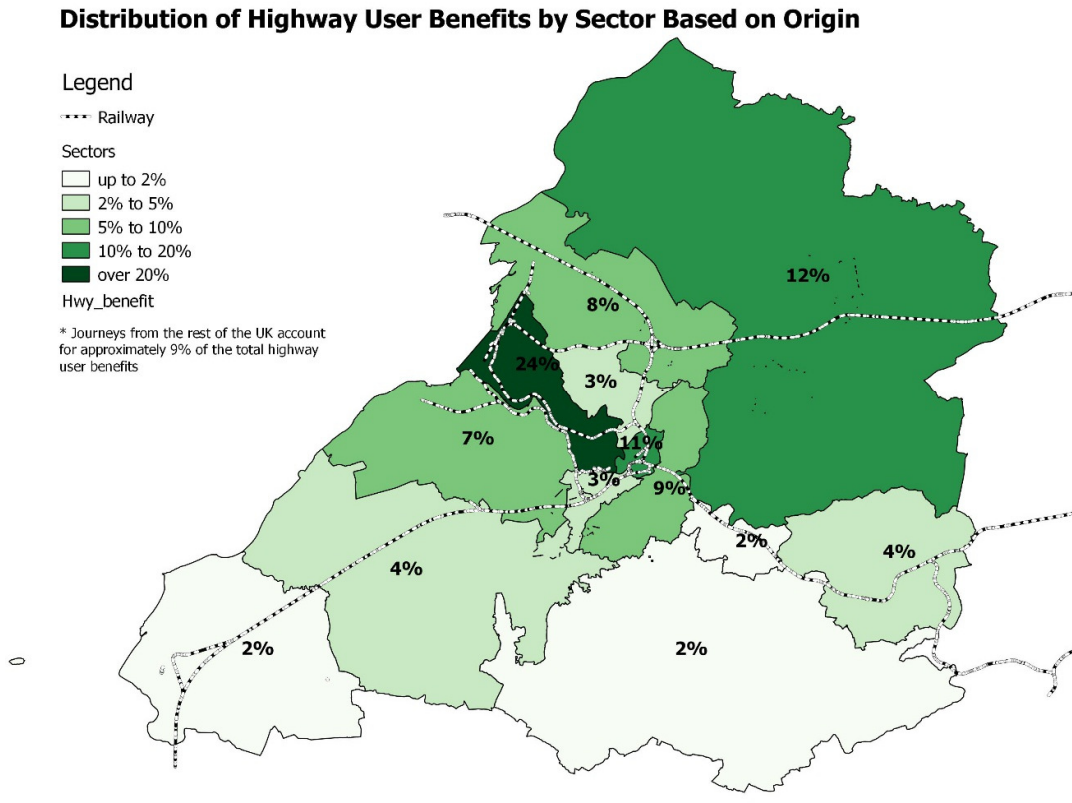 Distribution of Highway User Benefits by Sector Based on Origin
Legend
Railway
Sectors
up to 2%
2% to 5%
5% to 10%
10% to 20%
over 20%
Hwy_benefit
* Journeys from the rest of the UK account
for approximately 9% of the total highway
user benefits
12%
8%
24%
3%
7%
11%
3%
9%
2%
4%
4%
2%
2%